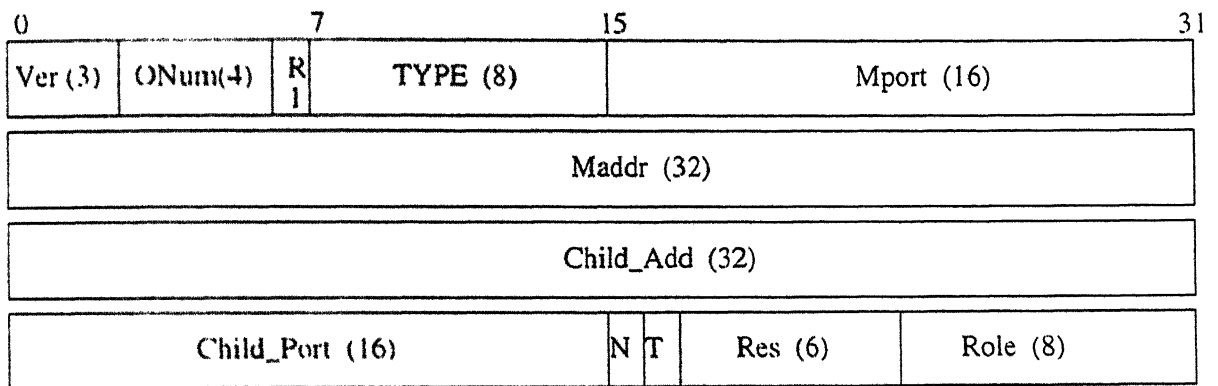 0 7 15 31
Ver (3) ONum(4) R1 TYPE (8) Mport (16)
Maddr (32)
Child_Add (32)
Child_Port (16) N T Res (6) Role (8)